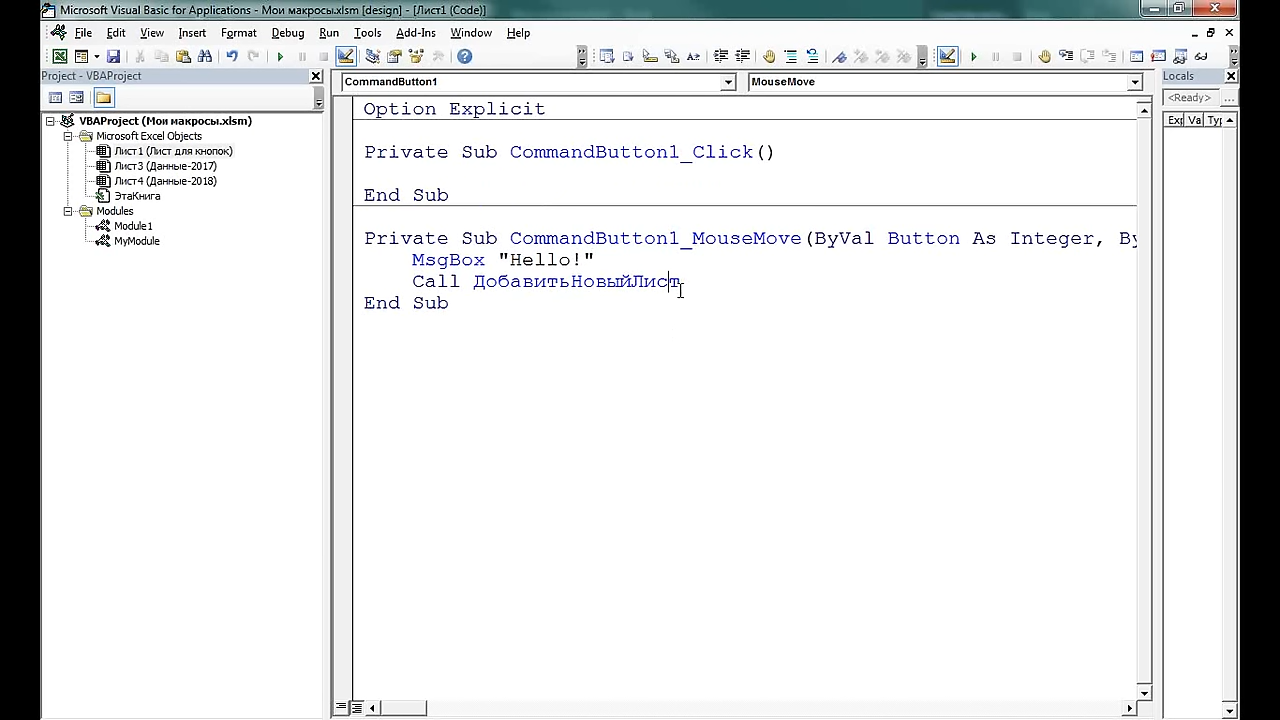 Microsoft Visual Basic for Applications - Мои макросы.xlsm [design] - [Лист1 (Code)]
File Edit View Insert Format Debug Run Tools Add-Ins Window Help
Project - VBAProject
CommandButton1
MouseMove
Locals
<Ready>
...
Exp Va Typ
VBAProject (Мои макросы.xlsm)
Microsoft Excel Objects
Лист1 (Лист для кнопок)
Лист3 (Данные-2017)
Лист4 (Данные-2018)
ЭтаКнига
Modules
Module1
MyModule
Option Explicit
Private Sub CommandButton1_Click()
End Sub
Private Sub CommandButton1_MouseMove(ByVal Button As Integer, By
MsgBox "Hello!"
Call ДобавитьНовыйЛист
End Sub